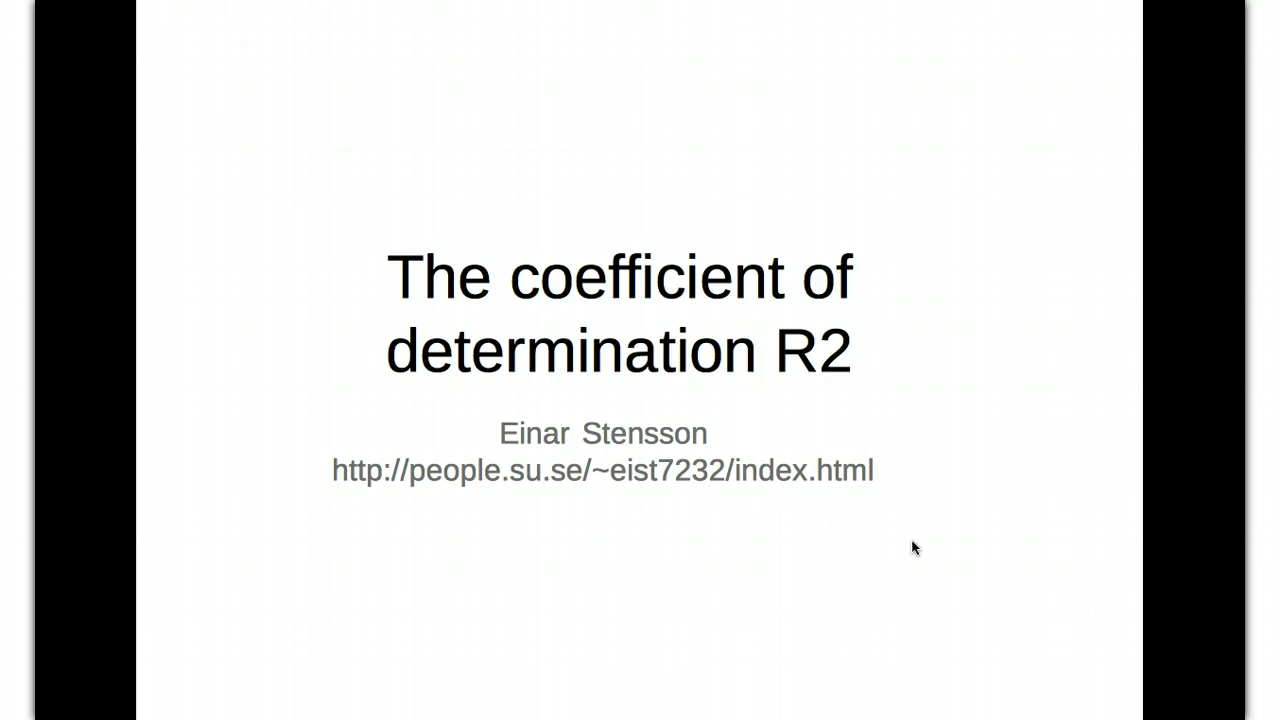 The coefficient of
determination R2
Einar Stensson
http://people.su.se/~eist7232/index.html